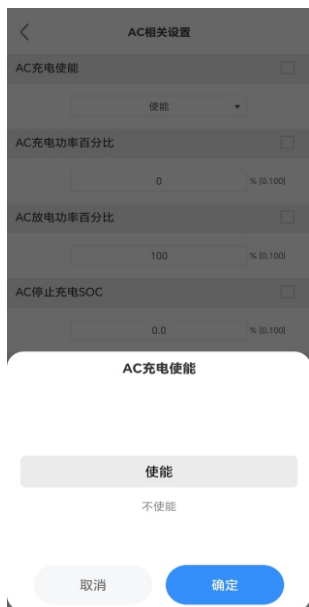 AC相关设置
AC充电使能
使能
AC充电功率百分比
0 % [0,100]
AC放电功率百分比
100 % [0,100]
AC停止充电SOC
0.0 % [0,100]
AC充电使能
使能
不使能
取消 确定